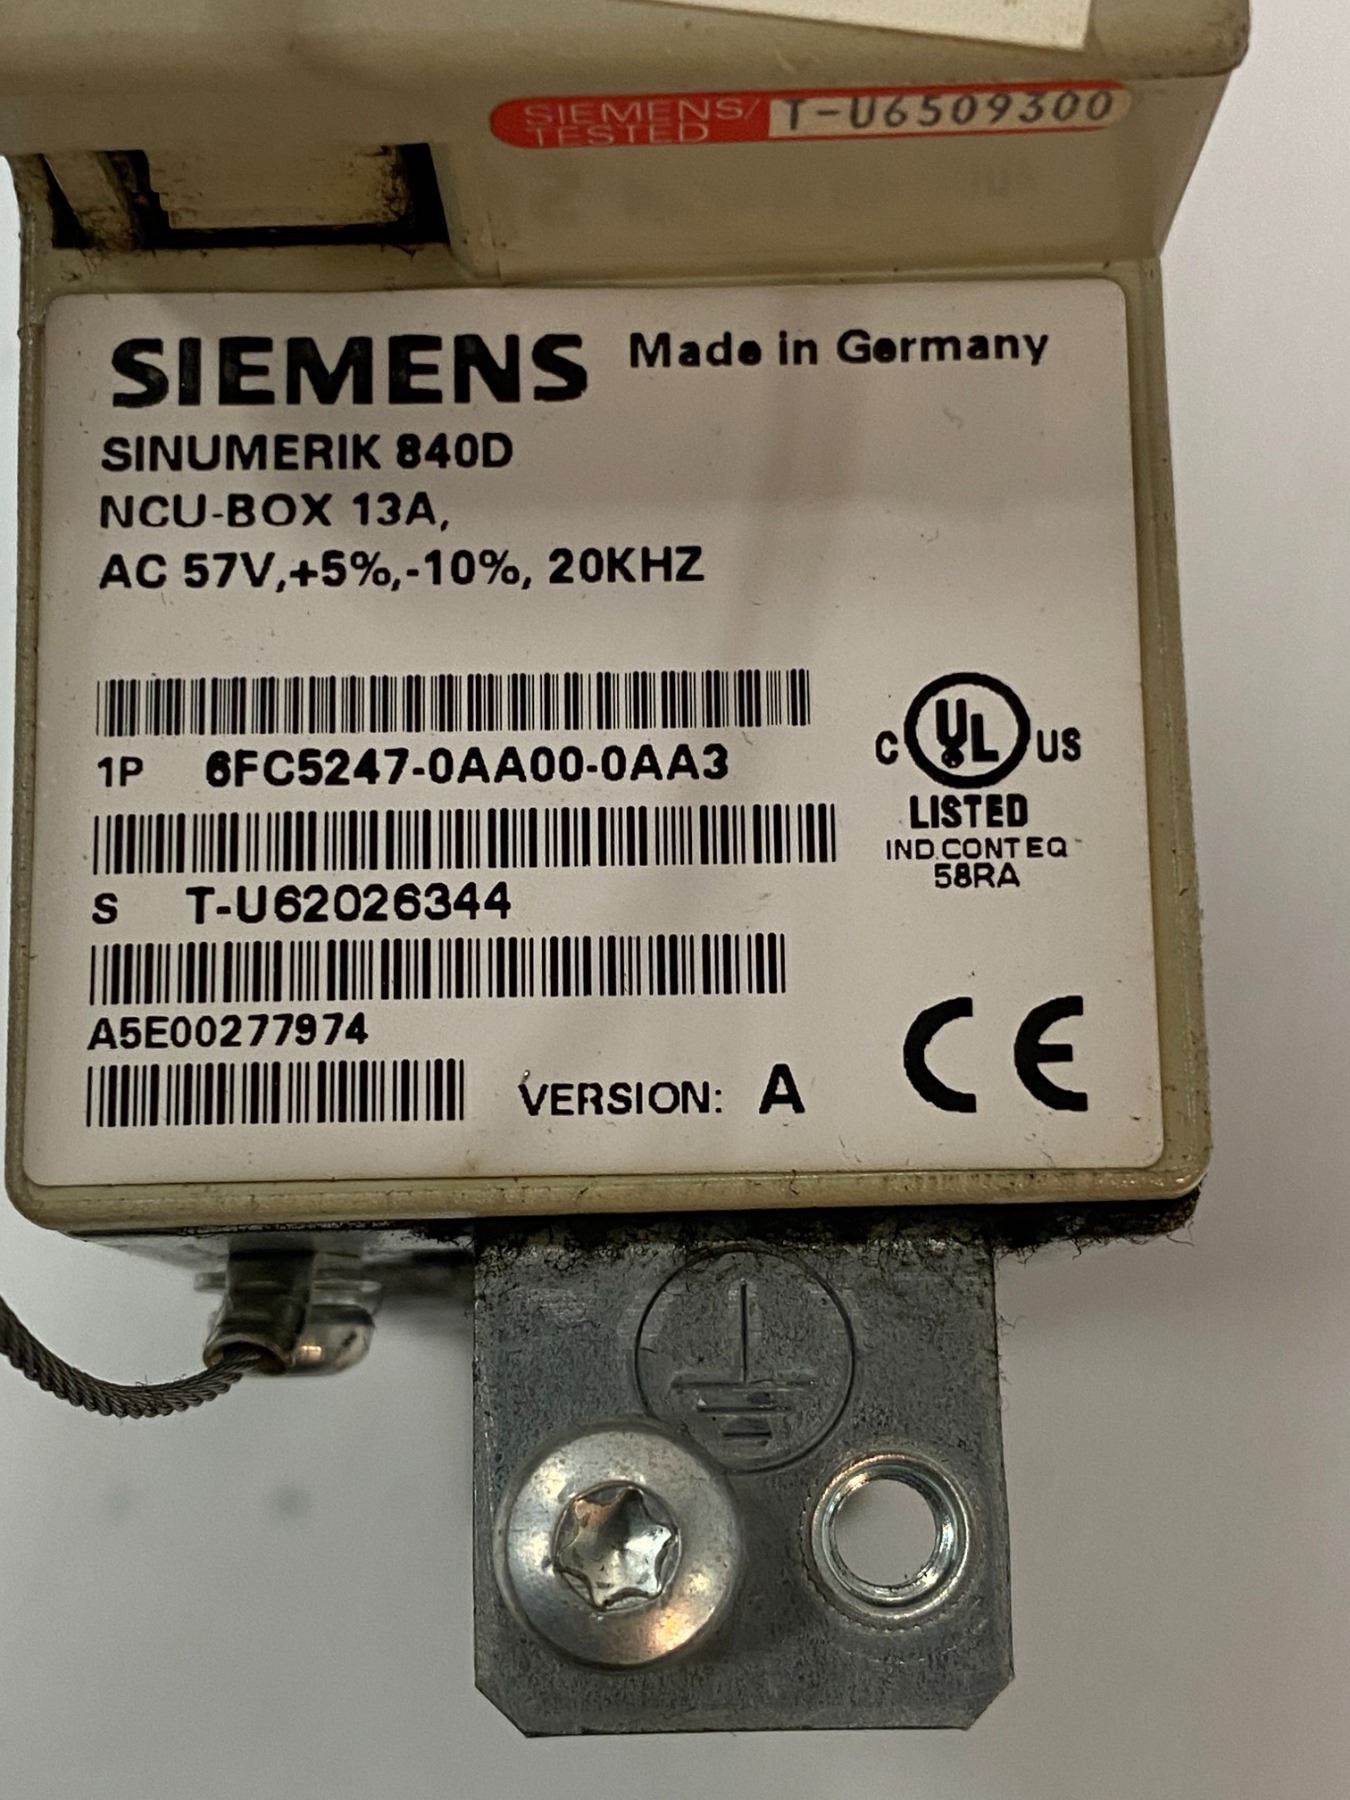 SIEMENS/ T-U6509300
TESTED
SIEMENS Made in Germany
SINUMERIK 840D
NCU-BOX 13A,
AC 57V,+5%,-10%, 20KHZ
1P 6FC5247-0AA00-0AA3
C UL US
LISTED
IND.CONT EQ
58RA
S T-U62026344
A5E00277974
VERSION: A
CE